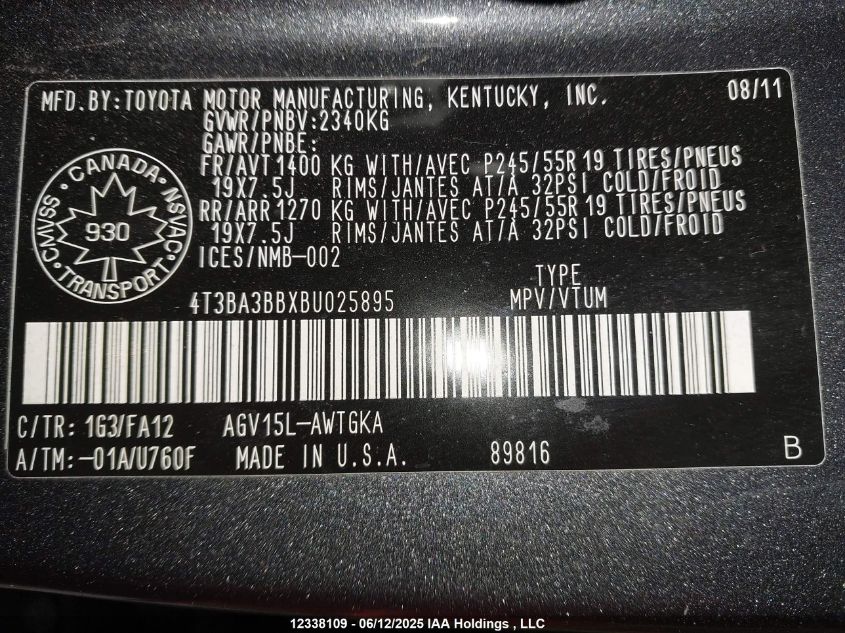 MFD.BY:TOYOTA MOTOR MANUFACTURING, KENTUCKY, INC. 08/11
GVWR/PNBV:2340KG
GAWR/PNBE:
FR/AVT 1400 KG WITH/AVEC P245/55R 19 TIRES/PNEUS
19X7.5J RIMS/JANTES AT/À 32PSI COLD/FROID
RR/ARR 1270 KG WITH/AVEC P245/55R 19 TIRES/PNEUS
19X7.5J RIMS/JANTES AT/À 32PSI COLD/FROID
ICES/NMB-002
CANADA
CMVSS NSVAC
930
TRANSPORT
TYPE
4T3BA3BBXBU025895 MPV/VTUM
C/TR: 1G3/FA12 AGV15L-AWTGKA
A/TM:-01A/U760F MADE IN U.S.A. 89816 B
12338109 - 06/12/2025 IAA Holdings , LLC